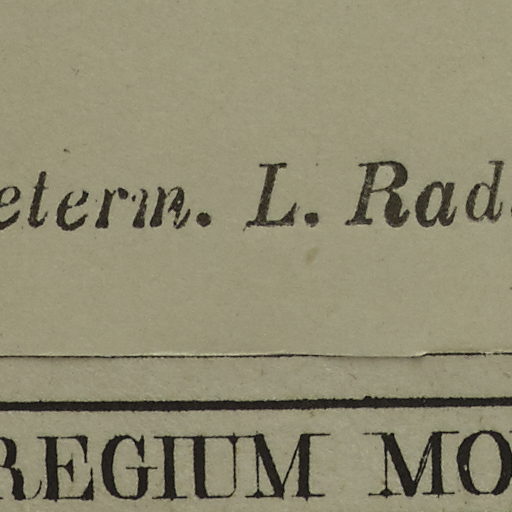 eterm. L. Rad
REGIUM MO